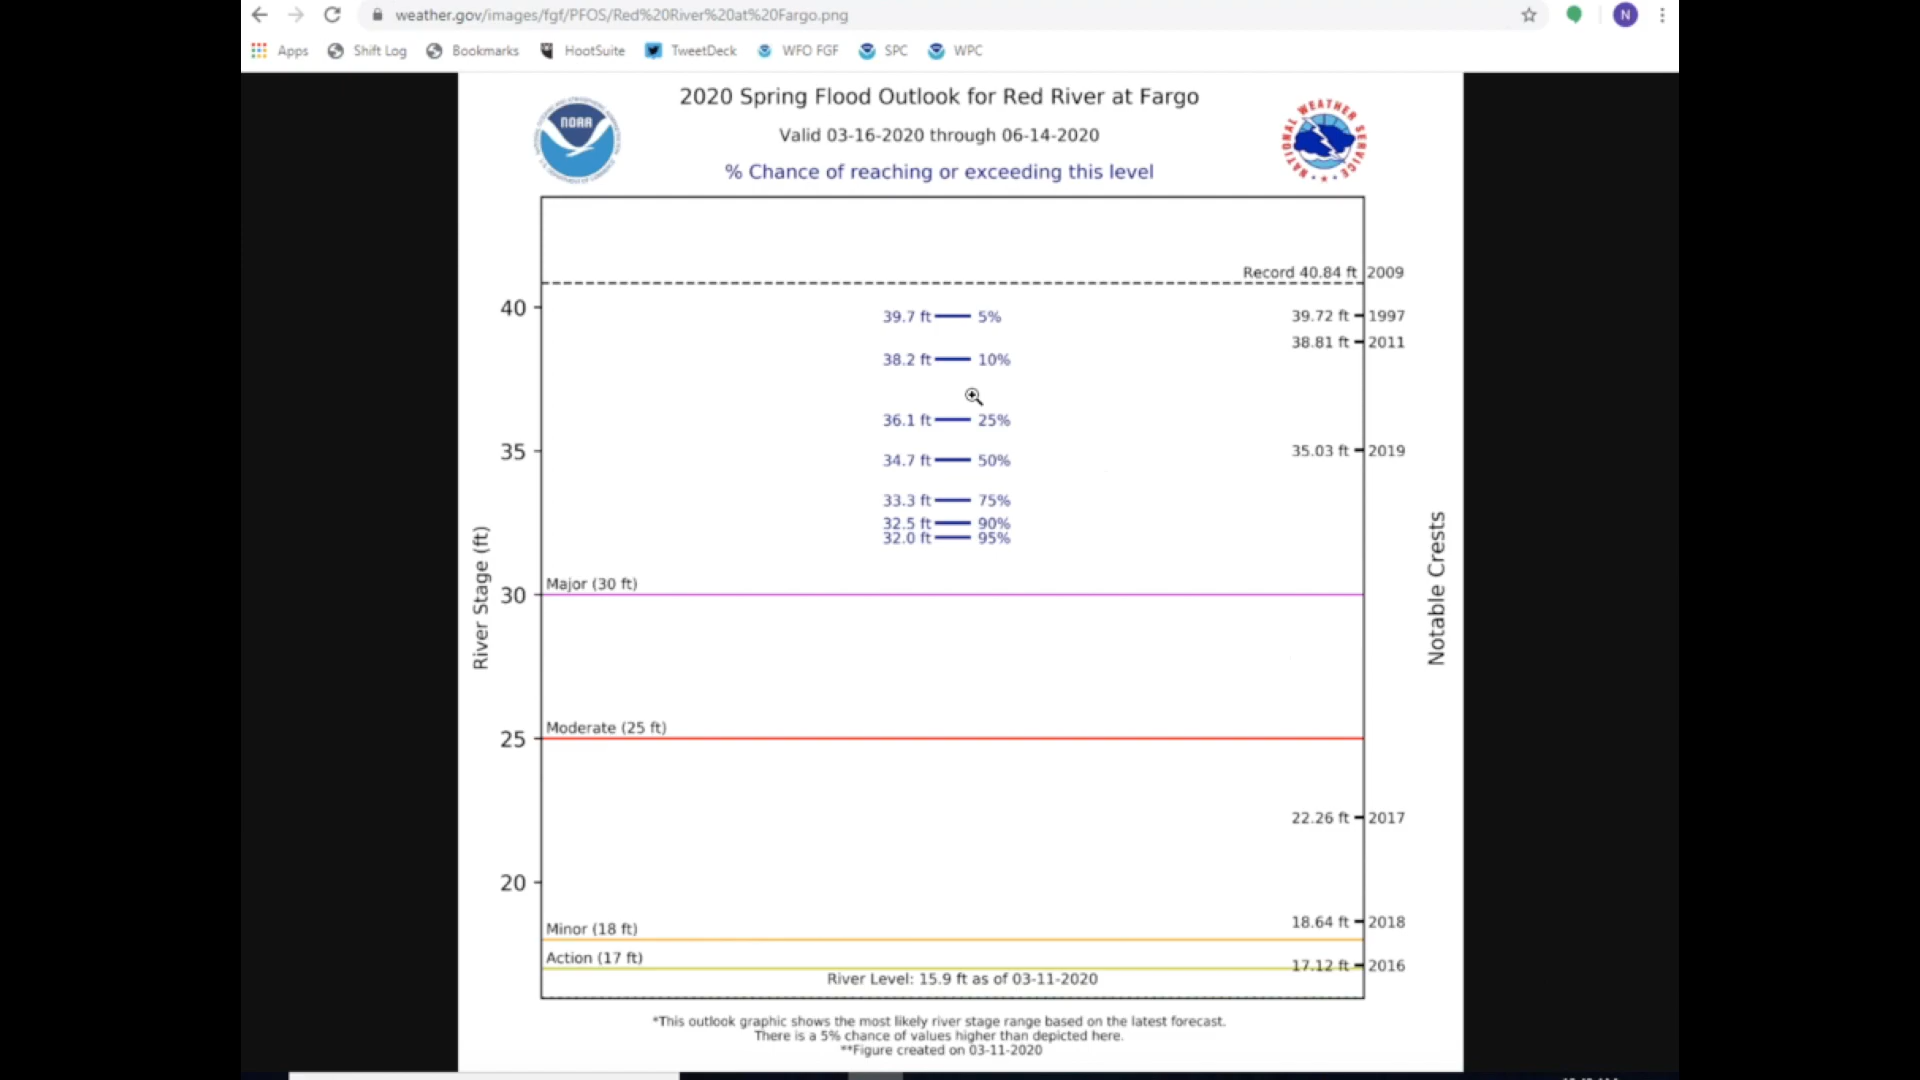 weather.gov/images/fgf/PFOS/Red%20River%20at%20Fargo.png
N
Apps Shift Log Bookmarks HootSuite TweetDeck WFO FGF SPC WPC
2020 Spring Flood Outlook for Red River at Fargo
Valid 03-16-2020 through 06-14-2020
% Chance of reaching or exceeding this level
NOAA
NATIONAL WEATHER SERVICE
Record 40.84 ft 2009
40
39.7 ft 5%
39.72 ft 1997
38.81 ft 2011
38.2 ft 10%
36.1 ft 25%
35
35.03 ft 2019
34.7 ft 50%
33.3 ft 75%
32.5 ft 90%
32.0 ft 95%
River Stage (ft)
Notable Crests
Major (30 ft)
30
Moderate (25 ft)
25
22.26 ft 2017
20
18.64 ft 2018
Minor (18 ft)
Action (17 ft)
17.12 ft 2016
River Level: 15.9 ft as of 03-11-2020
*This outlook graphic shows the most likely river stage range based on the latest forecast.
There is a 5% chance of values higher than depicted here.
**Figure created on 03-11-2020